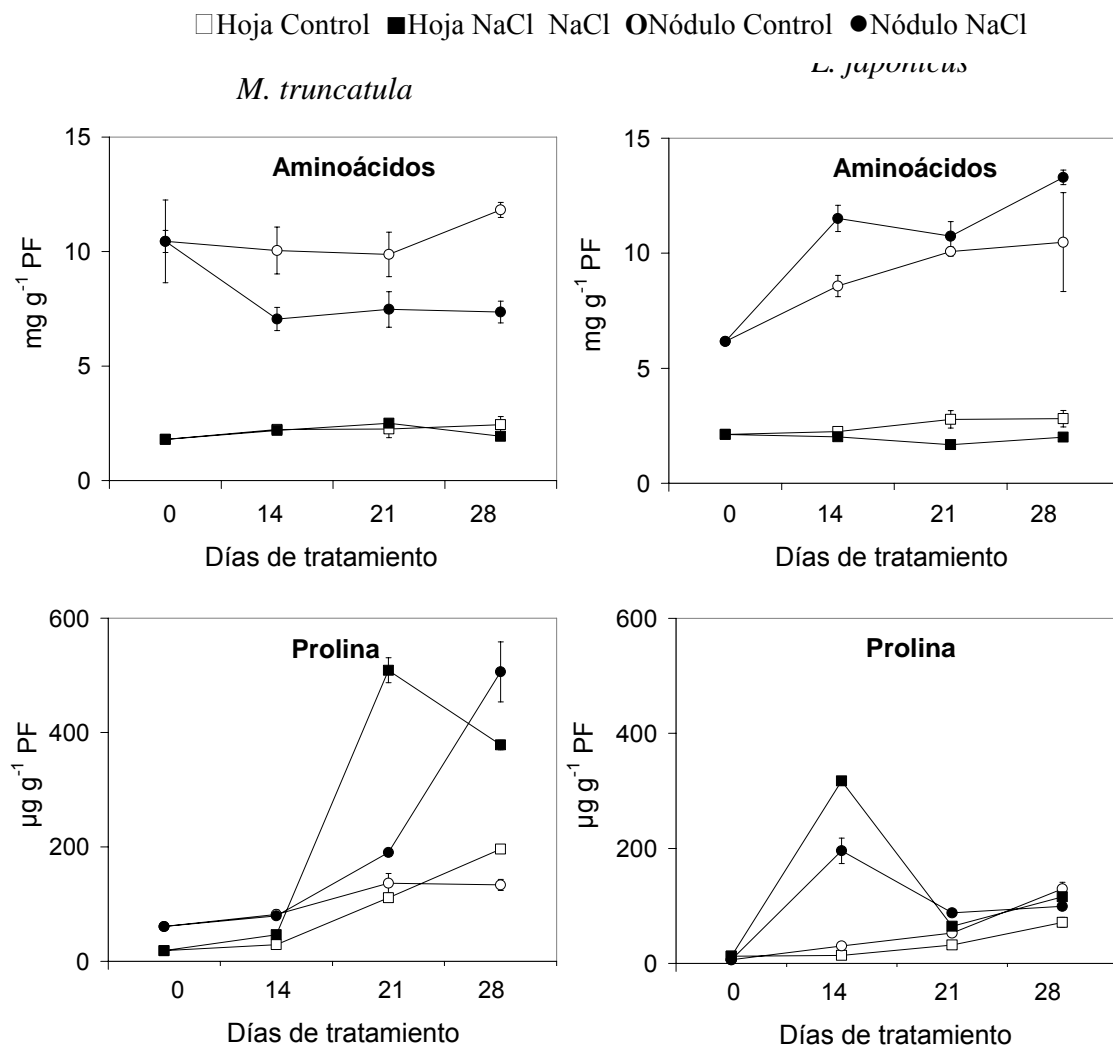 □Hoja Control ■Hoja NaCl NaCl ONódulo Control ●Nódulo NaCl
M. truncatula
L. japonicus
15
Aminoácidos
10
5
0
mg g⁻¹ PF
0 14 21 28
Días de tratamiento
15
Aminoácidos
10
5
0
mg g⁻¹ PF
0 14 21 28
Días de tratamiento
600
Prolina
400
200
0
µg g⁻¹ PF
0 14 21 28
Días de tratamiento
600
Prolina
400
200
0
µg g⁻¹ PF
0 14 21 28
Días de tratamiento